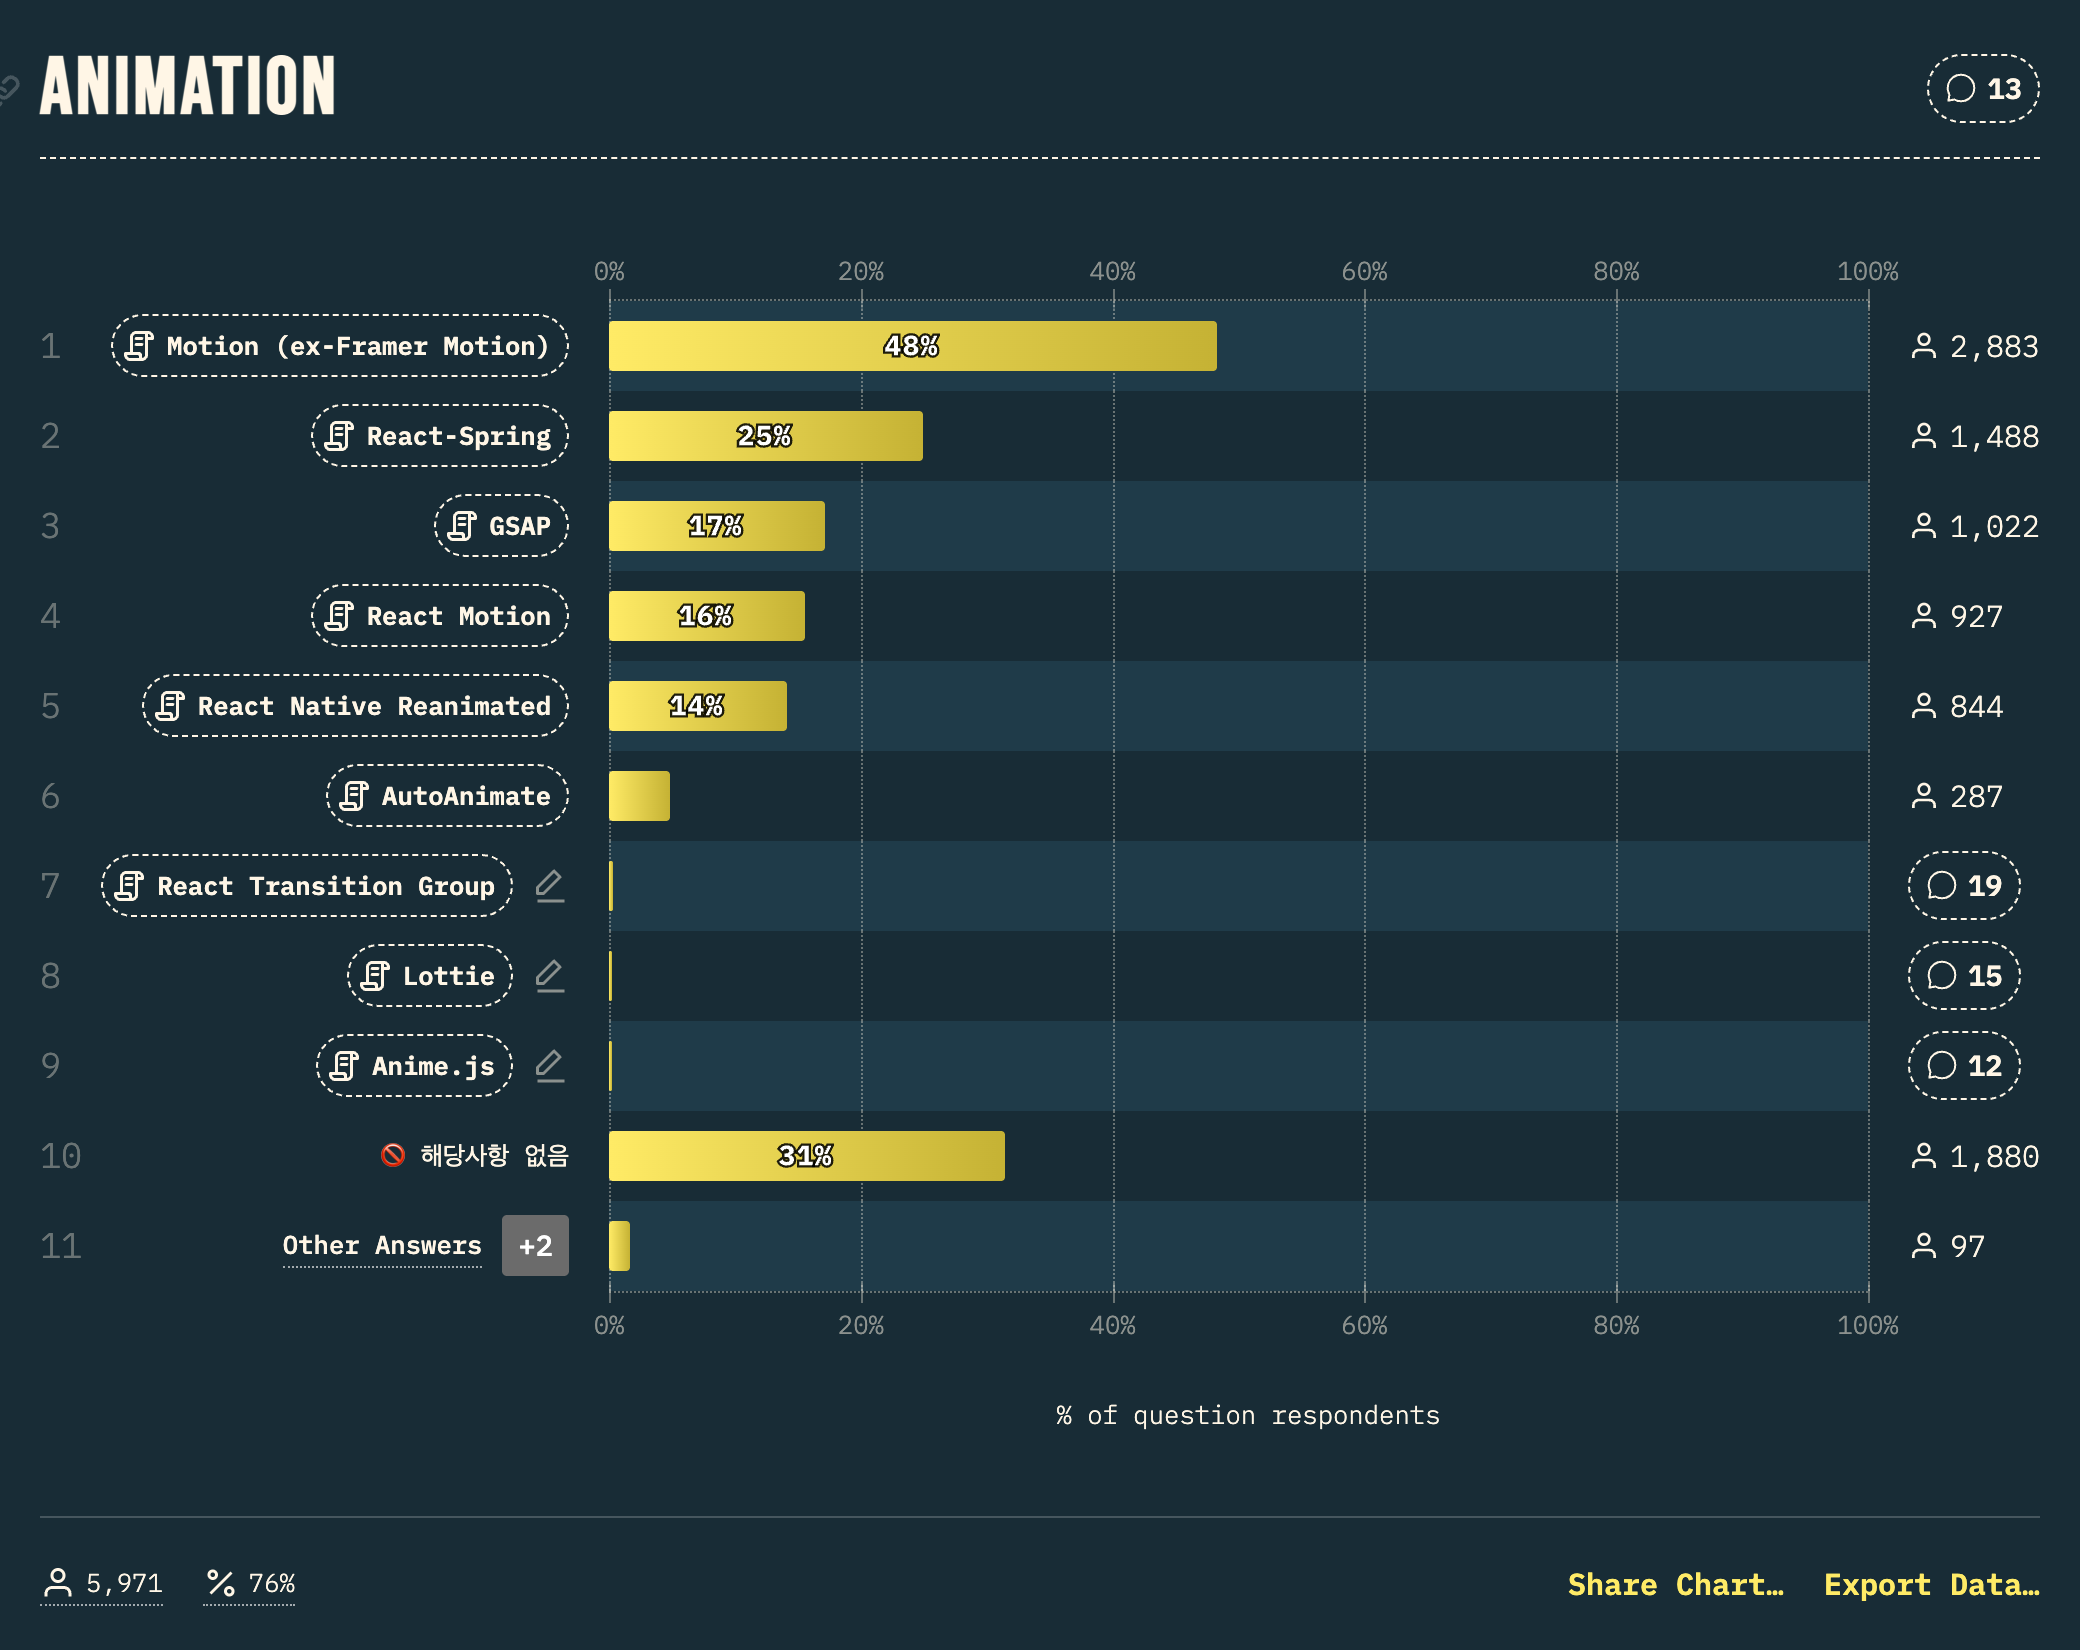 ANIMATION
13
0% 20% 40% 60% 80% 100%
1 Motion (ex-Framer Motion) 48% 2,883
2 React-Spring 25% 1,488
3 GSAP 17% 1,022
4 React Motion 16% 927
5 React Native Reanimated 14% 844
6 AutoAnimate 287
7 React Transition Group 19
8 Lottie 15
9 Anime.js 12
10 해당사항 없음 31% 1,880
11 Other Answers +2 97
0% 20% 40% 60% 80% 100%
% of question respondents
5,971 76% Share Chart… Export Data…